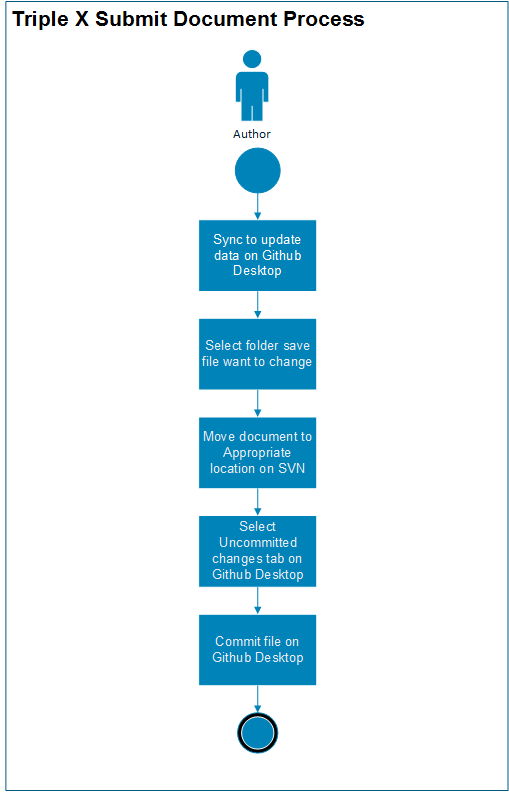 Triple X Submit Document Process
Author
Sync to update
data on Github
Desktop
Select folder save
file want to change
Move document to
Appropriate
location on SVN
Select
Uncommitted
changes tab on
Github Desktop
Commit file on
Github Desktop